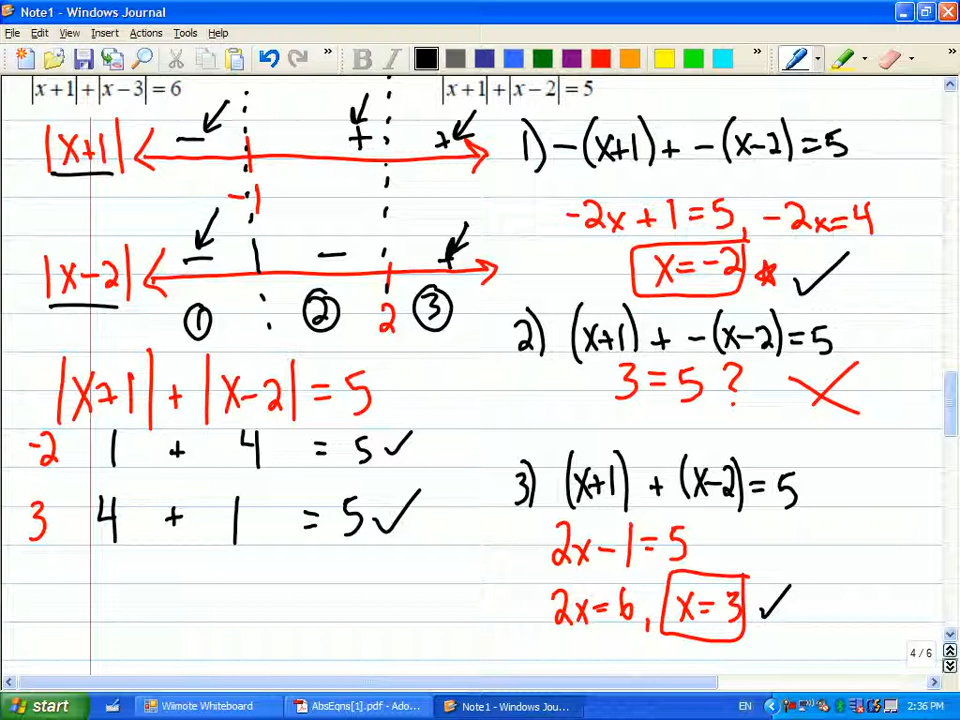 Note1 - Windows Journal
File Edit View Insert Actions Tools Help
|x+1|+|x−3|=6
|x+1|+|x−2|=5
|x+1| − + +
-1
|x-2| − − +
① ② 2 ③
|x+1| + |x-2| = 5
-2 1 + 4 = 5 ✓
3 4 + 1 = 5 ✓
1) -(x+1) + -(x-2) = 5
-2x + 1 = 5, -2x = 4
x = -2 * ✓
2) (x+1) + -(x-2) = 5
3 = 5 ?
3) (x+1) + (x-2) = 5
2x - 1 = 5
2x = 6, x = 3 ✓
4 / 6
start Wiimote Whiteboard AbsEqns[1].pdf - Ado... Note1 - Windows Jou... EN 2:36 PM